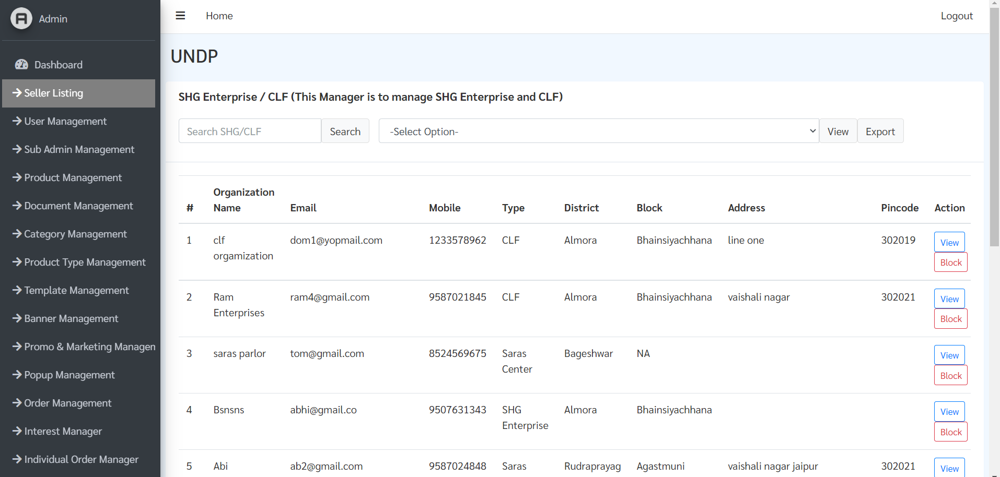 Admin
Home
Logout
Dashboard
Seller Listing
User Management
Sub Admin Management
Product Management
Document Management
Category Management
Product Type Management
Template Management
Banner Management
Promo & Marketing Managem
Popup Management
Order Management
Interest Manager
Individual Order Manager
UNDP
SHG Enterprise / CLF (This Manager is to manage SHG Enterprise and CLF)
Search SHG/CLF Search -Select Option- View Export
# Organization Name Email Mobile Type District Block Address Pincode Action
1 clf orgamization dom1@yopmail.com 1233578962 CLF Almora Bhainsiyachhana line one 302019 View Block
2 Ram Enterprises ram4@gmail.com 9587021845 CLF Almora Bhainsiyachhana vaishali nagar 302021 View Block
3 saras parlor tom@gmail.com 8524569675 Saras Center Bageshwar NA View Block
4 Bsnsns abhi@gmail.co 9507631343 SHG Enterprise Almora Bhainsiyachhana View Block
5 Abi ab2@gmail.com 9587024848 Saras Rudraprayag Agastmuni vaishali nagar jaipur 302021 View